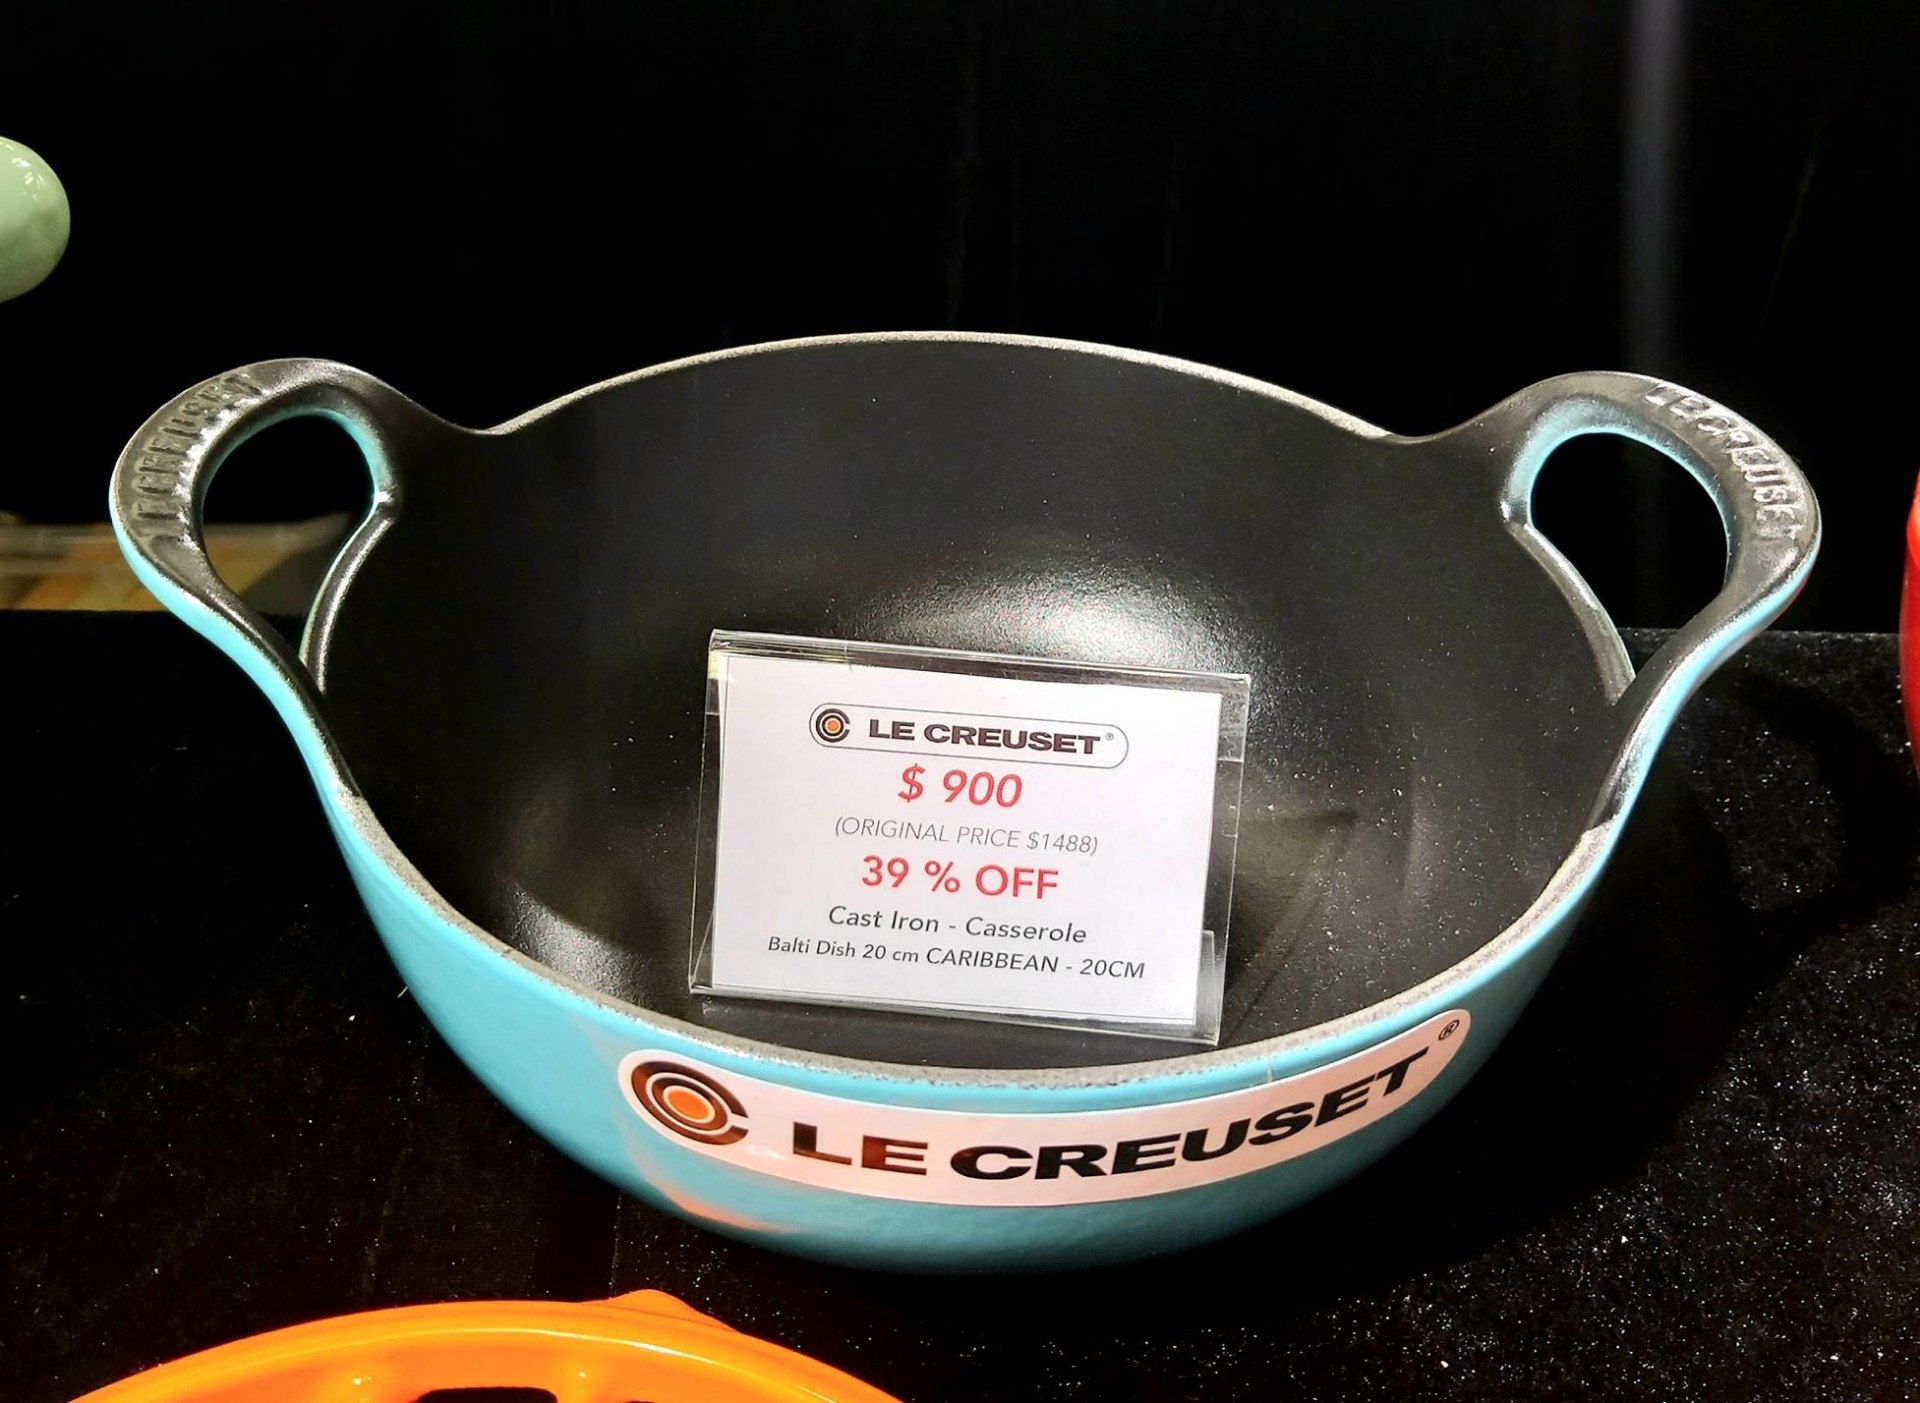 LE CREUSET
LE CREUSET
LE CREUSET®
$ 900
(ORIGINAL PRICE $1488)
39 % OFF
Cast Iron - Casserole
Balti Dish 20 cm CARIBBEAN - 20CM
LE CREUSET®